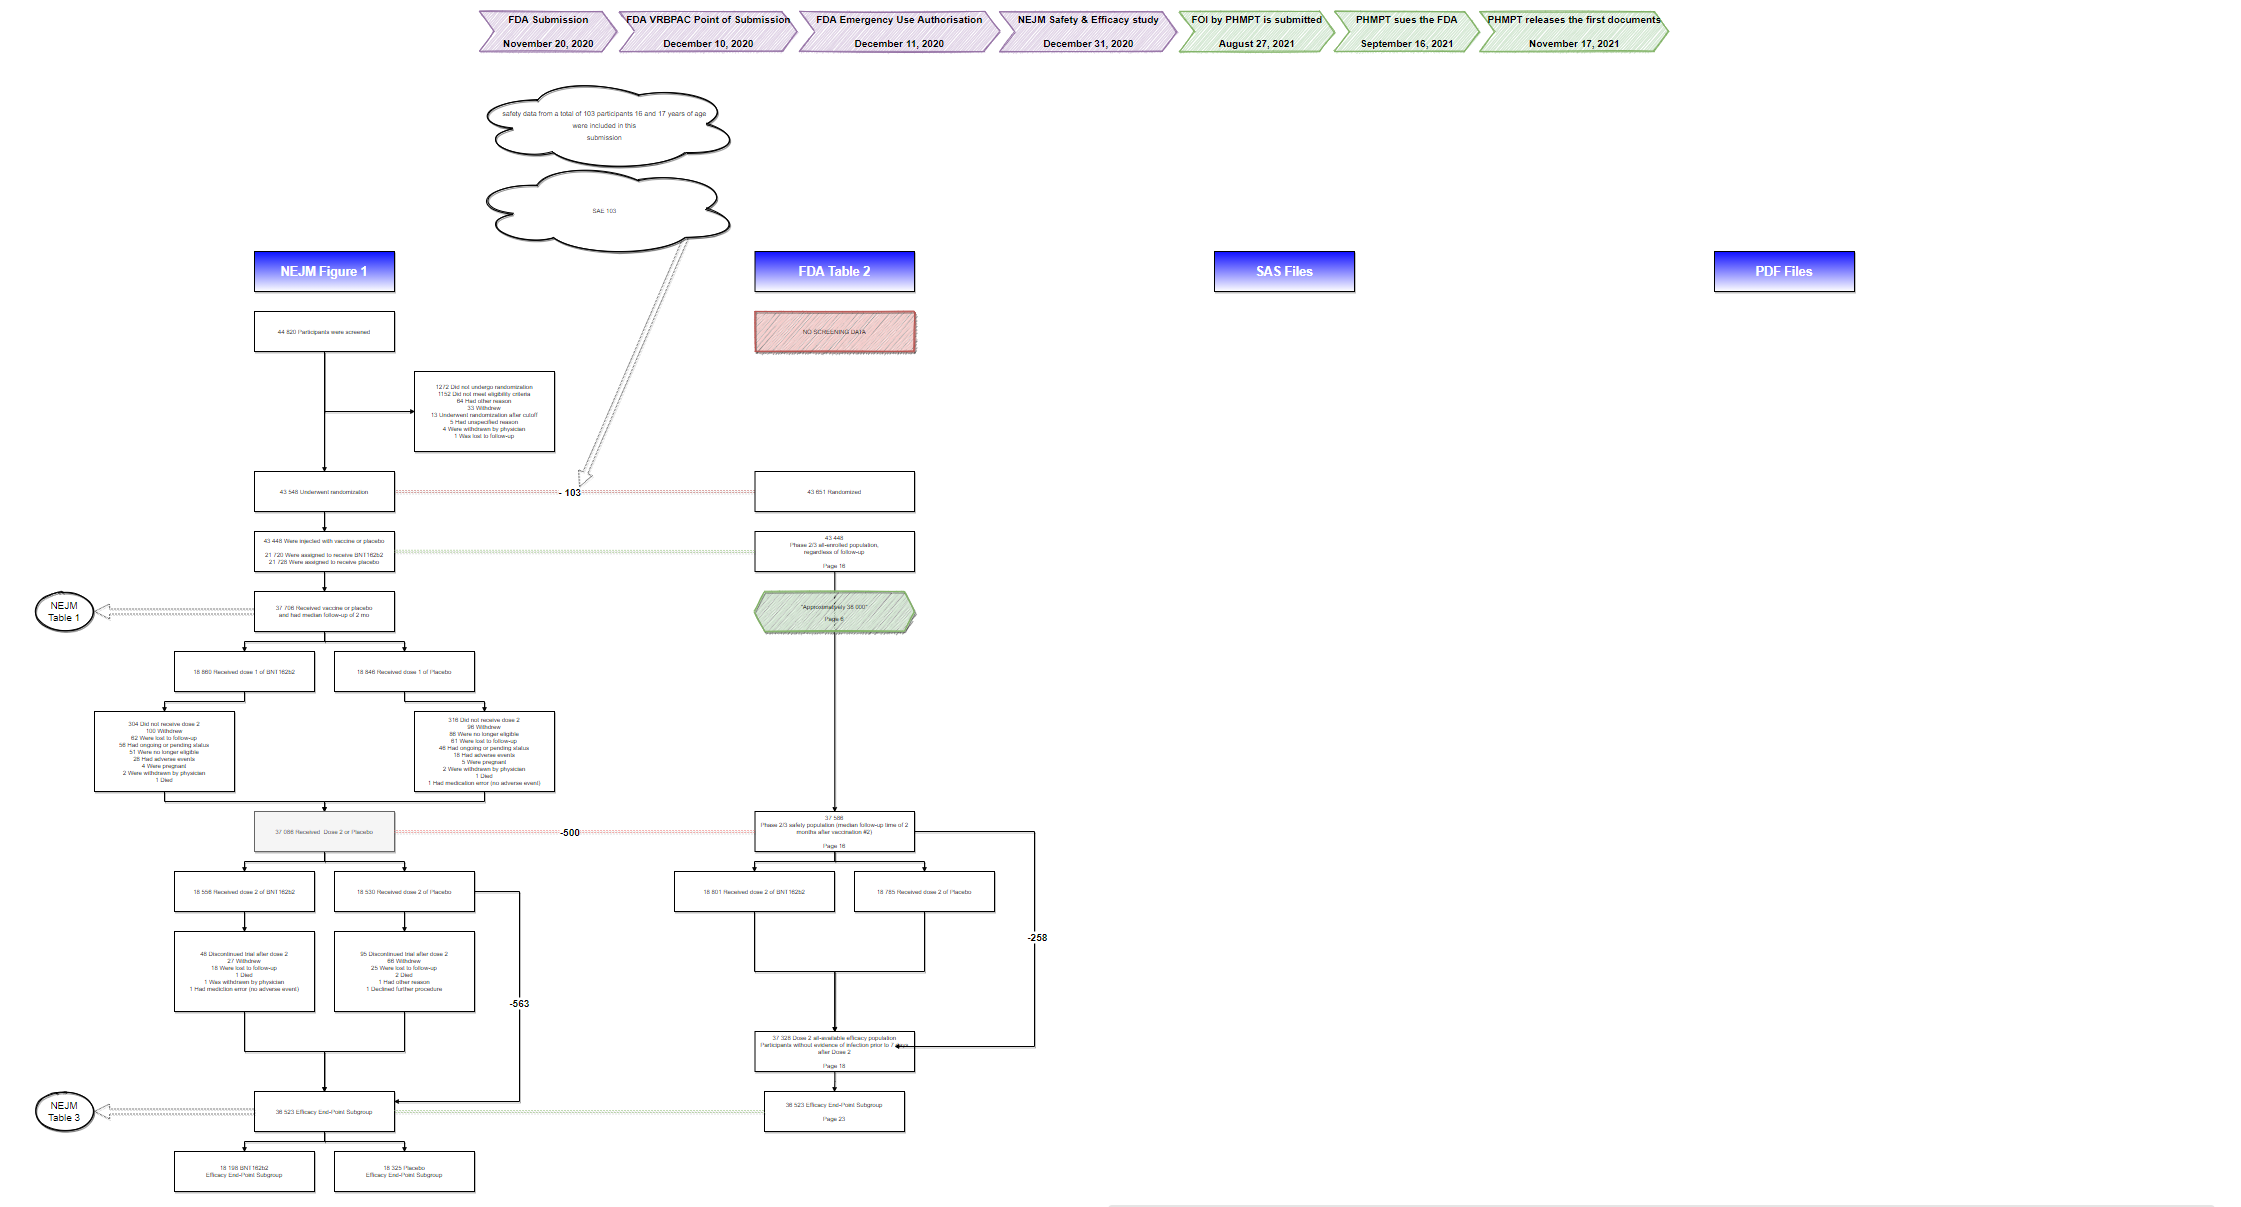 FDA Submission
November 20, 2020
FDA VRBPAC Point of Submission
December 10, 2020
FDA Emergency Use Authorisation
December 11, 2020
NEJM Safety & Efficacy study
December 31, 2020
FOI by PHMPT is submitted
August 27, 2021
PHMPT sues the FDA
September 16, 2021
PHMPT releases the first documents
November 17, 2021
safety data from a total of 103 participants 16 and 17 years of age
were included in this
submission
SAE 103
NEJM Figure 1
FDA Table 2
SAS Files
PDF Files
44 820 Participants were screened
NO SCREENING DATA
1272 Did not undergo randomization
1152 Did not meet eligibility criteria
64 Had other reason
33 Withdrew
13 Underwent randomization after cutoff
5 Had unspecified reason
4 Were withdrawn by physician
1 Was lost to follow-up
43 548 Underwent randomization
- 103
43 651 Randomized
43 448 Were injected with vaccine or placebo
21 720 Were assigned to receive BNT162b2
21 728 Were assigned to receive placebo
43 448
Phase 2/3 all-enrolled population,
regardless of follow-up
Page 16
NEJM
Table 1
37 706 Received vaccine or placebo
and had median follow-up of 2 mo
"Approximatively 38 000"
Page 6
18 860 Received dose 1 of BNT162b2
18 846 Received dose 1 of Placebo
304 Did not receive dose 2
100 Withdrew
62 Were lost to follow-up
56 Had ongoing or pending status
51 Were no longer eligible
28 Had adverse events
4 Were pregnant
2 Were withdrawn by physician
1 Died
316 Did not receive dose 2
96 Withdrew
86 Were no longer eligible
61 Were lost to follow-up
48 Had ongoing or pending status
16 Had adverse events
5 Were pregnant
2 Were withdrawn by physician
1 Died
1 Had medication error (no adverse event)
37 086 Received Dose 2 or Placebo
-500
37 586
Phase 2/3 safety population (median follow-up time of 2
months after vaccination #2)
Page 16
18 556 Received dose 2 of BNT162b2
18 530 Received dose 2 of Placebo
18 801 Received dose 2 of BNT162b2
18 785 Received dose 2 of Placebo
-258
48 Discontinued trial after dose 2
27 Withdrew
18 Were lost to follow-up
1 Died
1 Was withdrawn by physician
1 Had mediction error (no adverse event)
95 Discontinued trial after dose 2
66 Withdrew
25 Were lost to follow-up
2 Died
1 Had other reason
1 Declined further procedure
-563
37 328 Dose 2 all-available efficacy population
Participants without evidence of infection prior to 7 days
after Dose 2
Page 18
NEJM
Table 3
36 523 Efficacy End-Point Subgroup
36 523 Efficacy End-Point Subgroup
Page 23
18 198 BNT162b2
Efficacy End-Point Subgroup
18 325 Placebo
Efficacy End-Point Subgroup